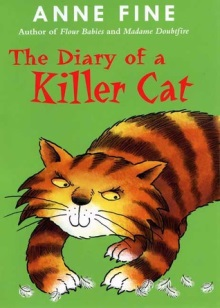 ANNE FINE
Author of Flour Babies and Madame Doubtfire
The Diary of a
Killer Cat